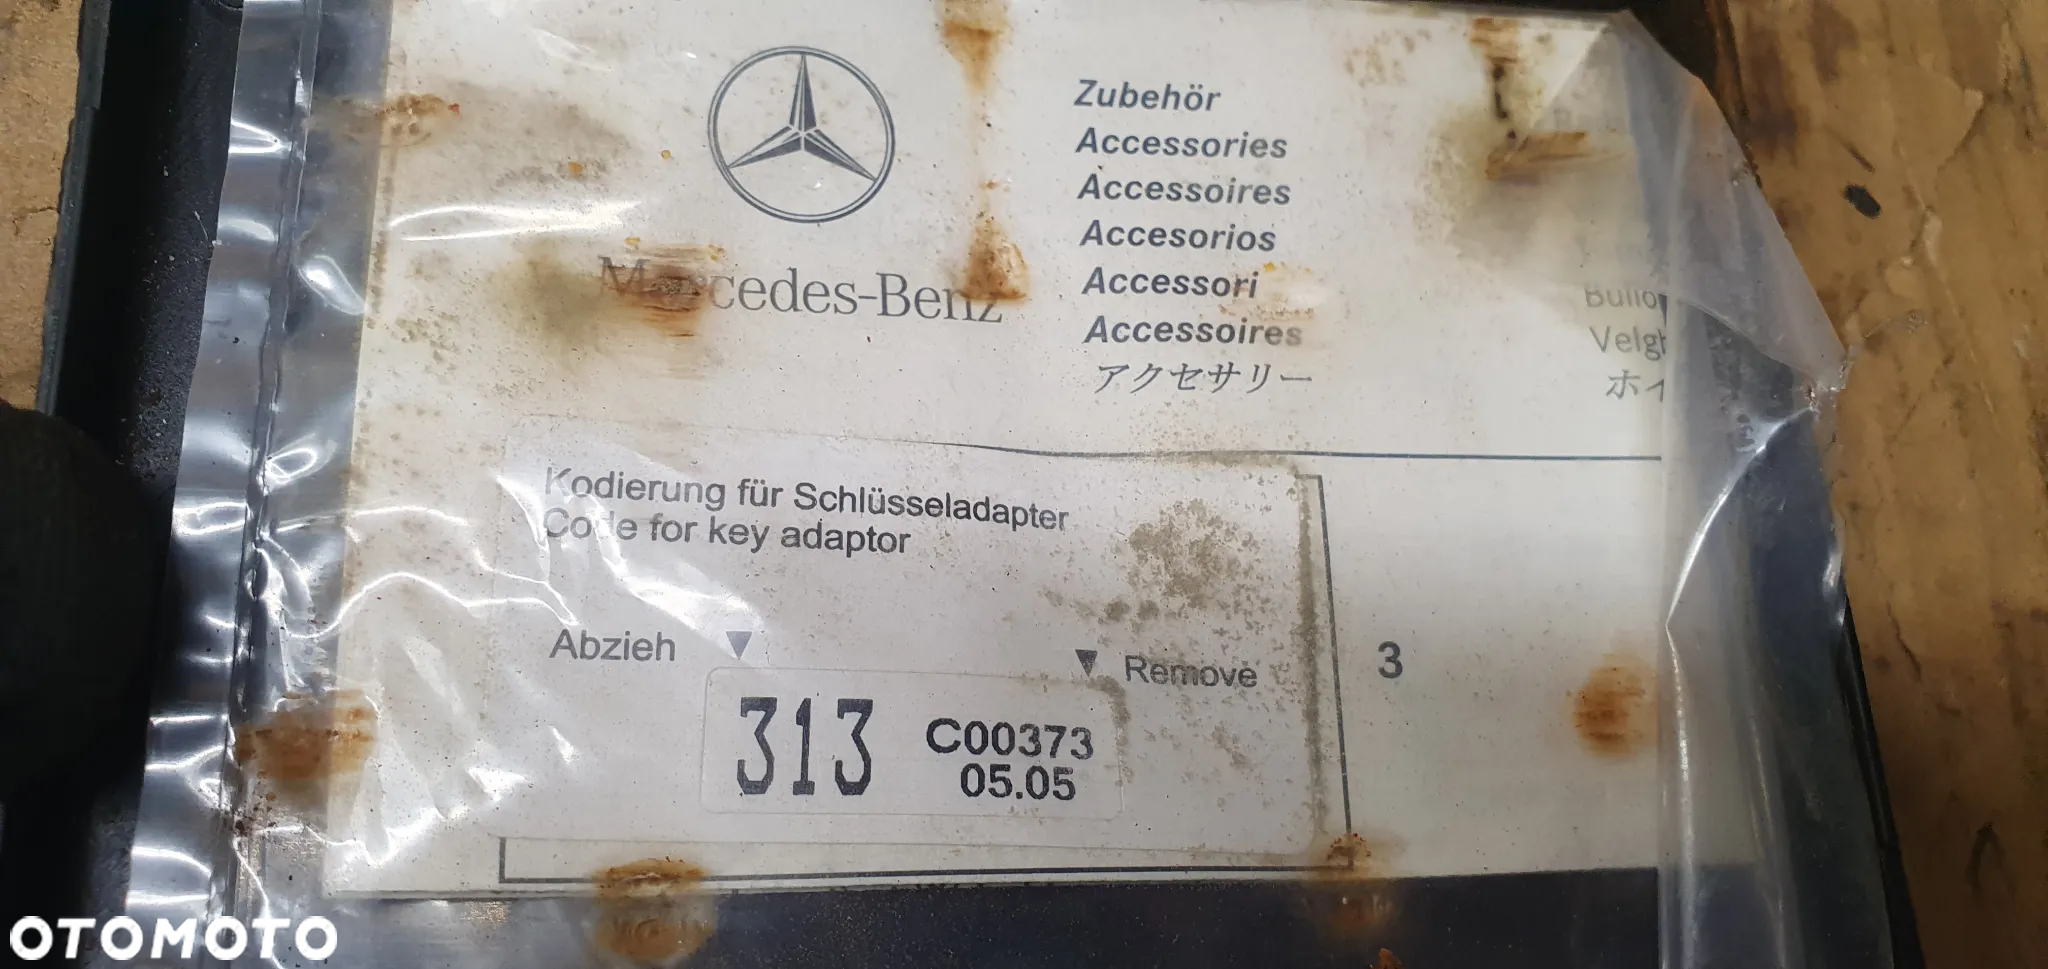 Mercedes-Benz
Zubehör
Accessories
Accessoires
Accesorios
Accessori
Accessoires
アクセサリー
Kodierung für Schlüsseladapter
Code for key adaptor
Abzieh
Remove
313
C00373
05.05
3
OTOMOTO